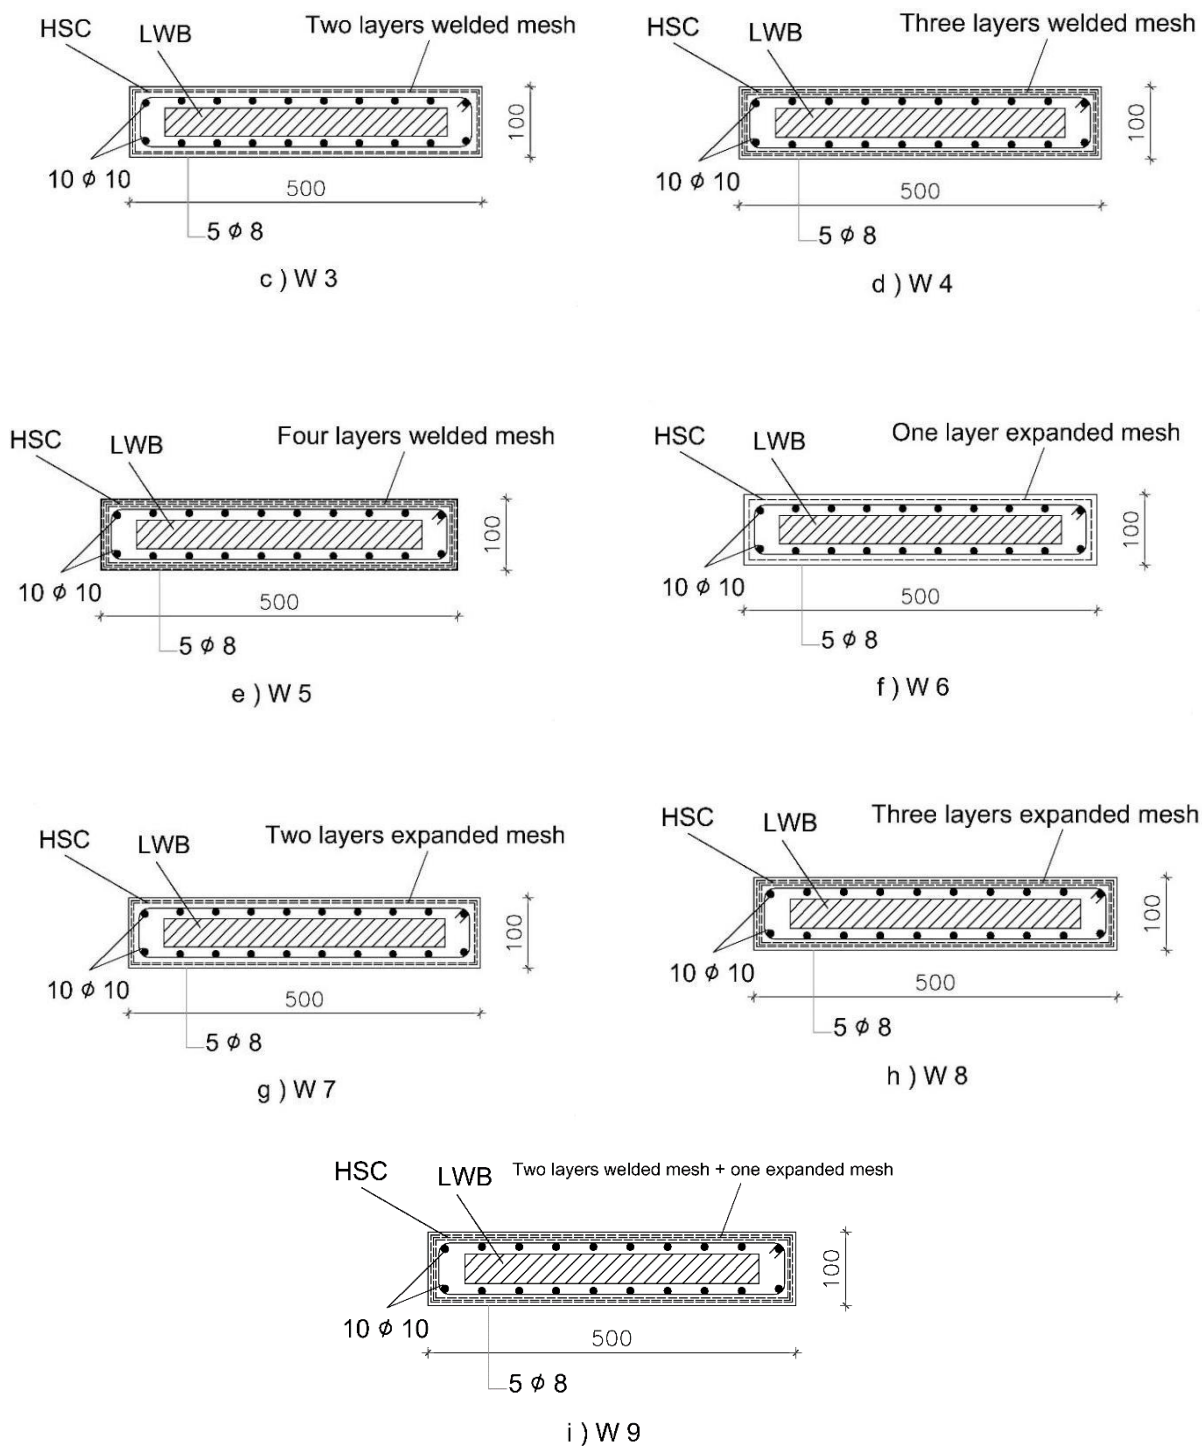 HSC
LWB
Two layers welded mesh
100
10 φ 10
500
5 φ 8
c ) W 3
HSC
LWB
Three layers welded mesh
100
10 φ 10
500
5 φ 8
d ) W 4
HSC
LWB
Four layers welded mesh
100
10 φ 10
500
5 φ 8
e ) W 5
HSC
LWB
One layer expanded mesh
100
10 φ 10
500
5 φ 8
f ) W 6
HSC
LWB
Two layers expanded mesh
100
10 φ 10
500
5 φ 8
g ) W 7
HSC
LWB
Three layers expanded mesh
100
10 φ 10
500
5 φ 8
h ) W 8
HSC
LWB
Two layers welded mesh + one expanded mesh
100
10 φ 10
500
5 φ 8
i ) W 9